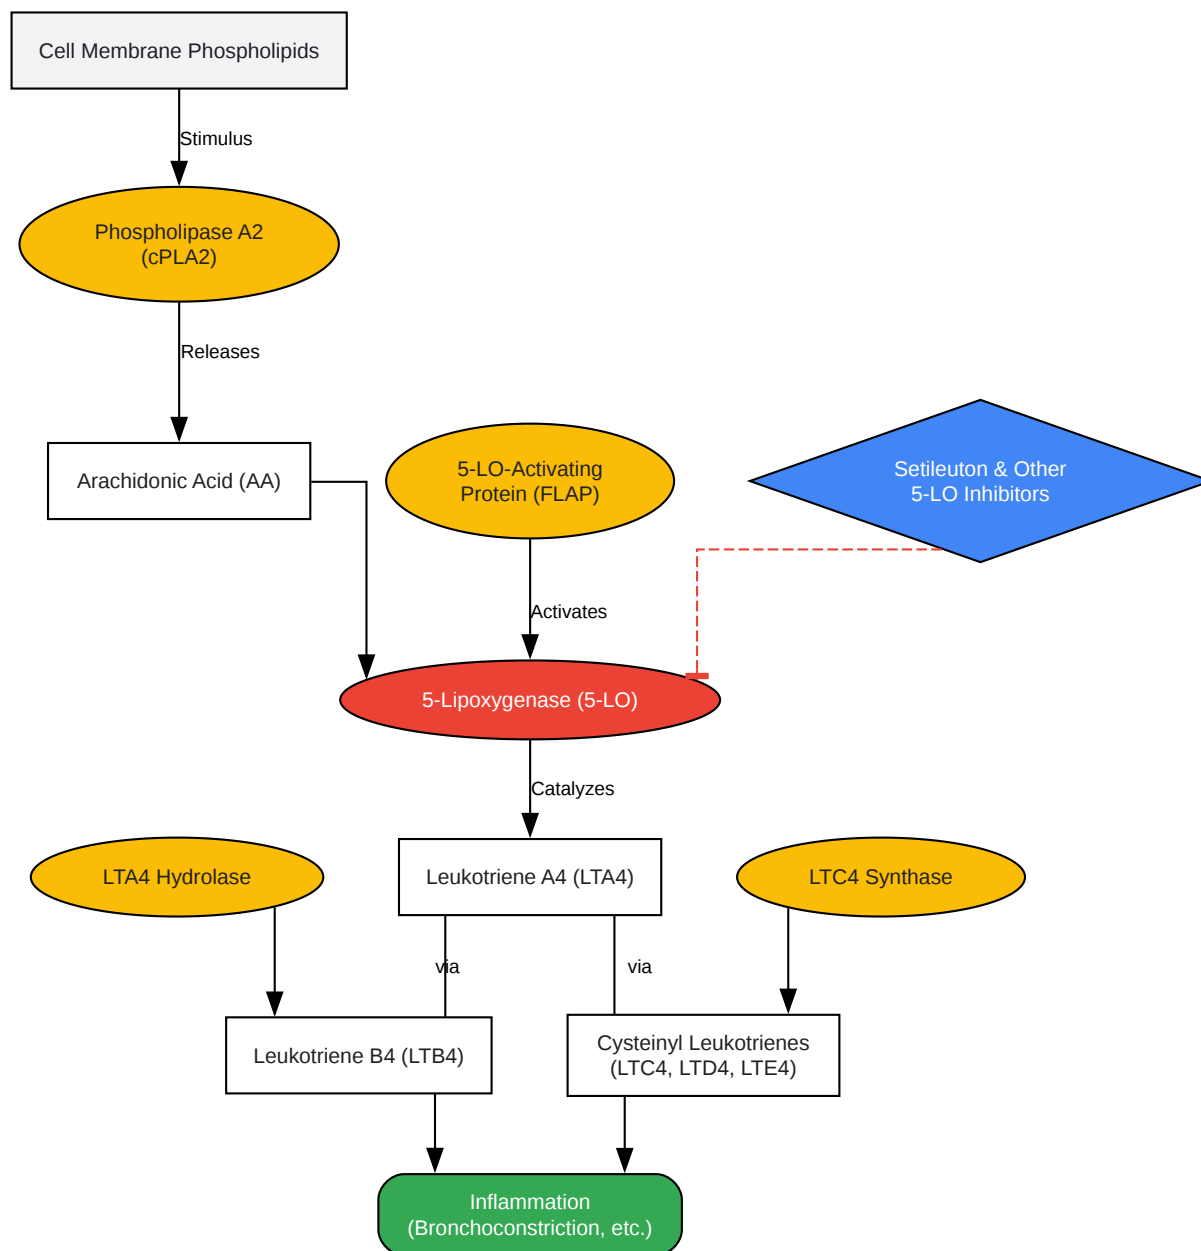 Cell Membrane Phospholipids
Stimulus
Phospholipase A2
(cPLA2)
Releases
Arachidonic Acid (AA)
5-LO-Activating
Protein (FLAP)
Setileuton & Other
5-LO Inhibitors
Activates
5-Lipoxygenase (5-LO)
Catalyzes
LTA4 Hydrolase
Leukotriene A4 (LTA4)
LTC4 Synthase
via
via
Leukotriene B4 (LTB4)
Cysteinyl Leukotrienes
(LTC4, LTD4, LTE4)
Inflammation
(Bronchoconstriction, etc.)